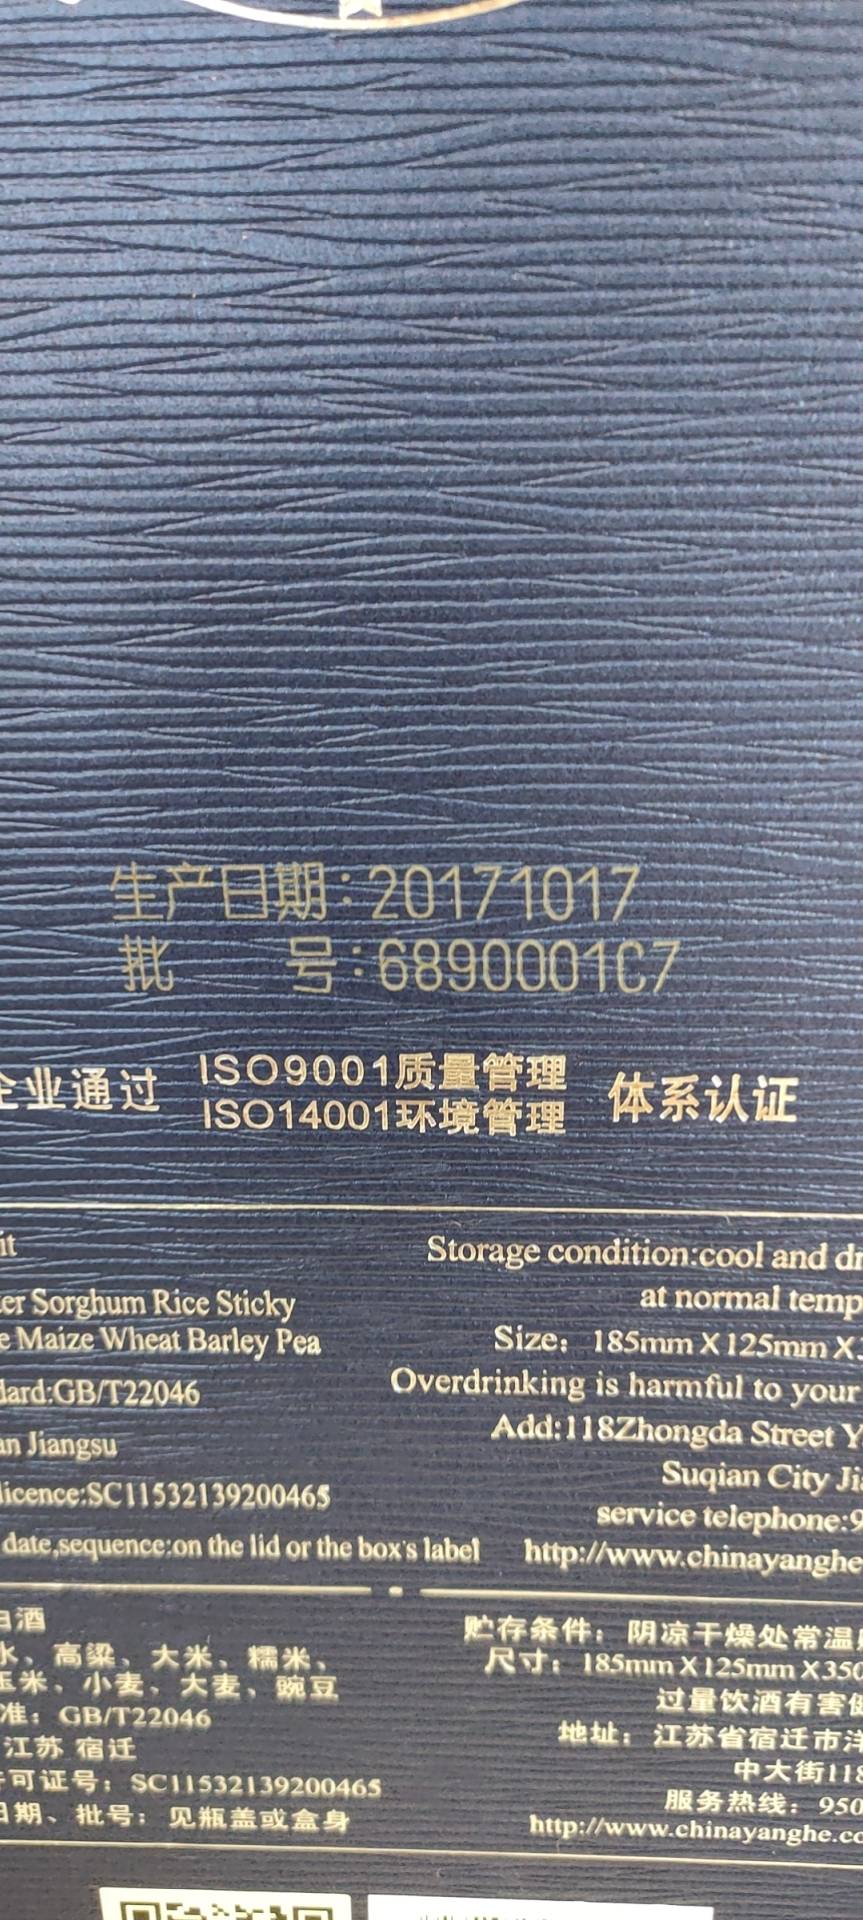 生产日期:20171017
批 号:6890001C7
企业通过 ISO9001质量管理 体系认证
ISO14001环境管理
Storage condition:cool and
at normal
er Sorghum Rice Sticky
Maize Wheat Barley Pea
Size: 185mm X 125mm X
dard:GB/T22046
Overdrinking is harmful to your
Add:118Zhongda Street Y
an Jiangsu
Suqian City Ji
licence:SC11532139200465
service telephone:9
date,sequence:on the lid or the box's label
http://www.chinayanghe
白酒
水、高粱、大米、糯米、
玉米、小麦、大麦、豌豆
准: GB/T22046
江苏 宿迁
可证号: SC11532139200465
日期、批号: 见瓶盖或盒身
贮存条件: 阴凉干燥处常温
尺寸: 185mm X 125mm X 350
过量饮酒有害
地址: 江苏省宿迁市洋
中大街118
服务热线: 950
http://www.chinayanghe.co